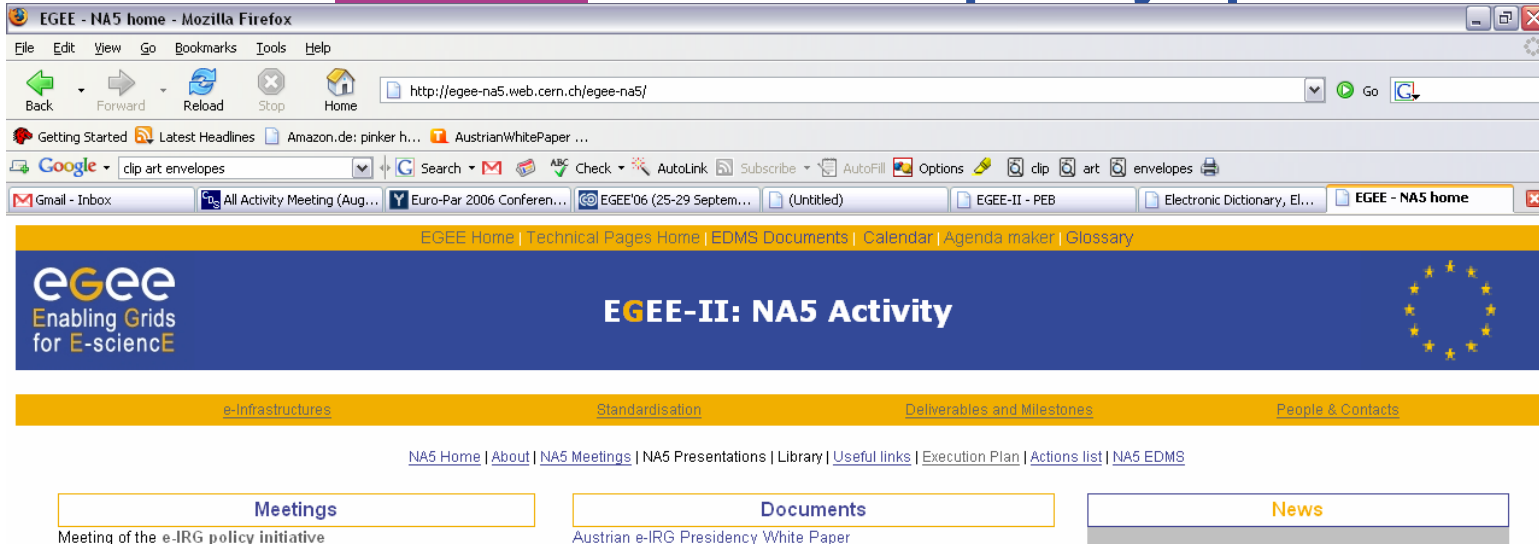 EGEE - NA5 home - Mozilla Firefox
File Edit View Go Bookmarks Tools Help
Back Forward Reload Stop Home http://egee-na5.web.cern.ch/egee-na5/ Go
Getting Started Latest Headlines Amazon.de: pinker h... AustrianWhitePaper ...
Google clip art envelopes Search Check AutoLink Subscribe AutoFill Options clip art envelopes
Gmail - Inbox All Activity Meeting (Aug... Euro-Par 2006 Conferen... EGEE'06 (25-29 Septem... (Untitled) EGEE-II - PEB Electronic Dictionary, El... EGEE - NA5 home
EGEE Home | Technical Pages Home | EDMS Documents | Calendar | Agenda maker | Glossary
eGee
Enabling Grids
for E-sciencE
EGEE-II: NA5 Activity
e-Infrastructures Standardisation Deliverables and Milestones People & Contacts
NA5 Home | About | NA5 Meetings | NA5 Presentations | Library | Useful links | Execution Plan | Actions list | NA5 EDMS
Meetings Documents News
Meeting of the e-IRG policy initiative Austrian e-IRG Presidency White Paper